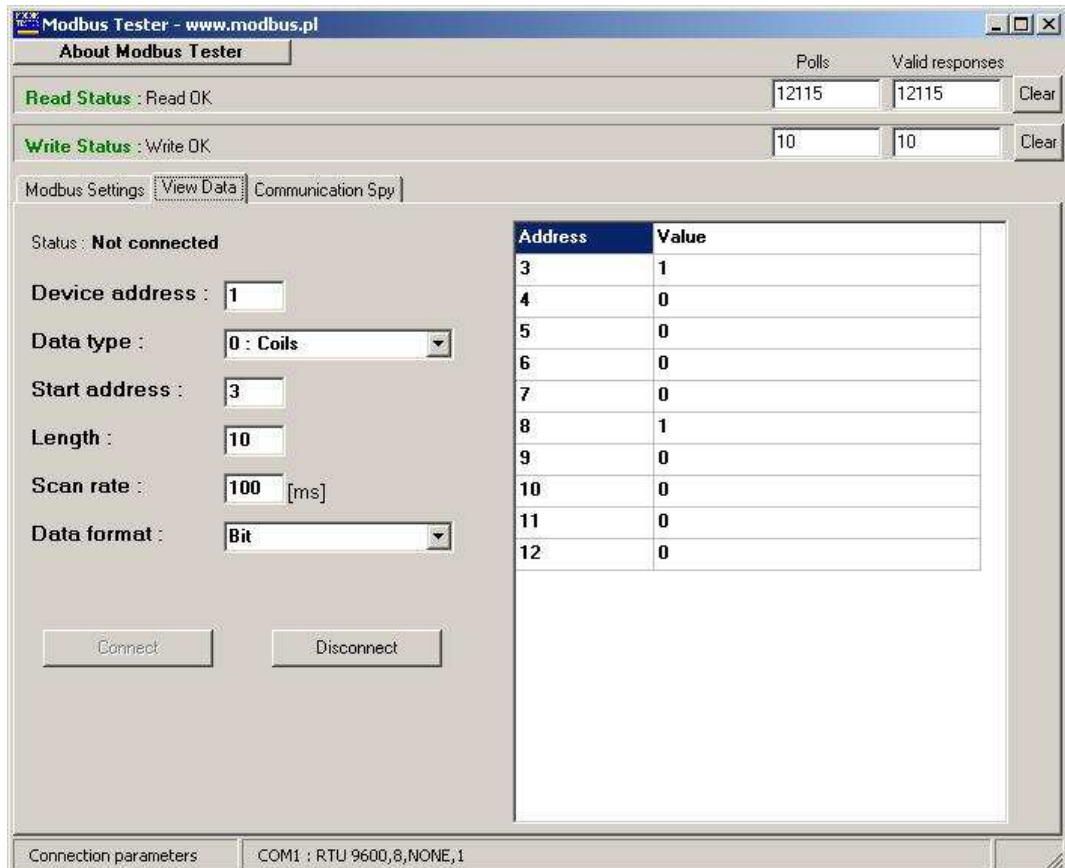 Modbus Tester - www.modbus.pl
About Modbus Tester
Polls Valid responses
Read Status : Read OK 12115 12115 Clear
Write Status : Write OK 10 10 Clear
Modbus Settings View Data Communication Spy
Status : Not connected
Device address : 1
Data type : 0 : Coils
Start address : 3
Length : 10
Scan rate : 100 [ms]
Data format : Bit
Connect Disconnect
Address Value
3 1
4 0
5 0
6 0
7 0
8 1
9 0
10 0
11 0
12 0
Connection parameters COM1 : RTU 9600,8,NONE,1